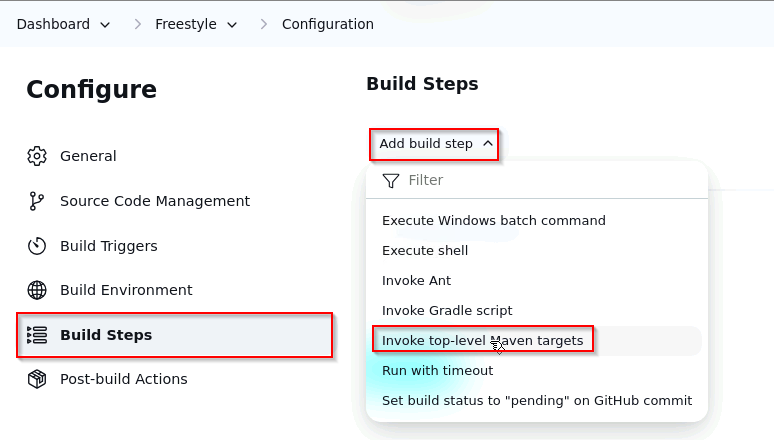 Dashboard Freestyle Configuration
Configure
General
Source Code Management
Build Triggers
Build Environment
Build Steps
Post-build Actions
Build Steps
Add build step
Filter
Execute Windows batch command
Execute shell
Invoke Ant
Invoke Gradle script
Invoke top-level Maven targets
Run with timeout
Set build status to "pending" on GitHub commit